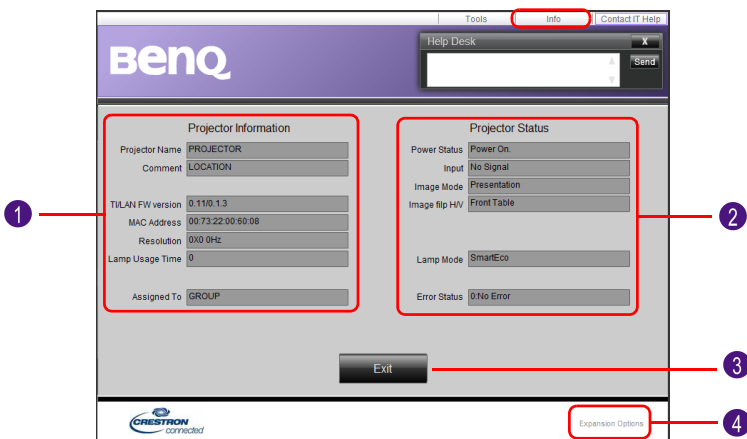 Tools Info Contact IT Help
BenQ
Help Desk X
Send
Projector Information
Projector Name PROJECTOR
Comment LOCATION
TI/LAN FW version 0.11/0.1.3
MAC Address 00:73:22:00:60:08
Resolution 0X0 0Hz
Lamp Usage Time 0
Assigned To GROUP
1
Projector Status
Power Status Power On.
Input No Signal
Image Mode Presentation
Image filp H/V Front Table
Lamp Mode SmartEco
Error Status 0:No Error
2
Exit
3
CRESTRON
connected
Expansion Options
4